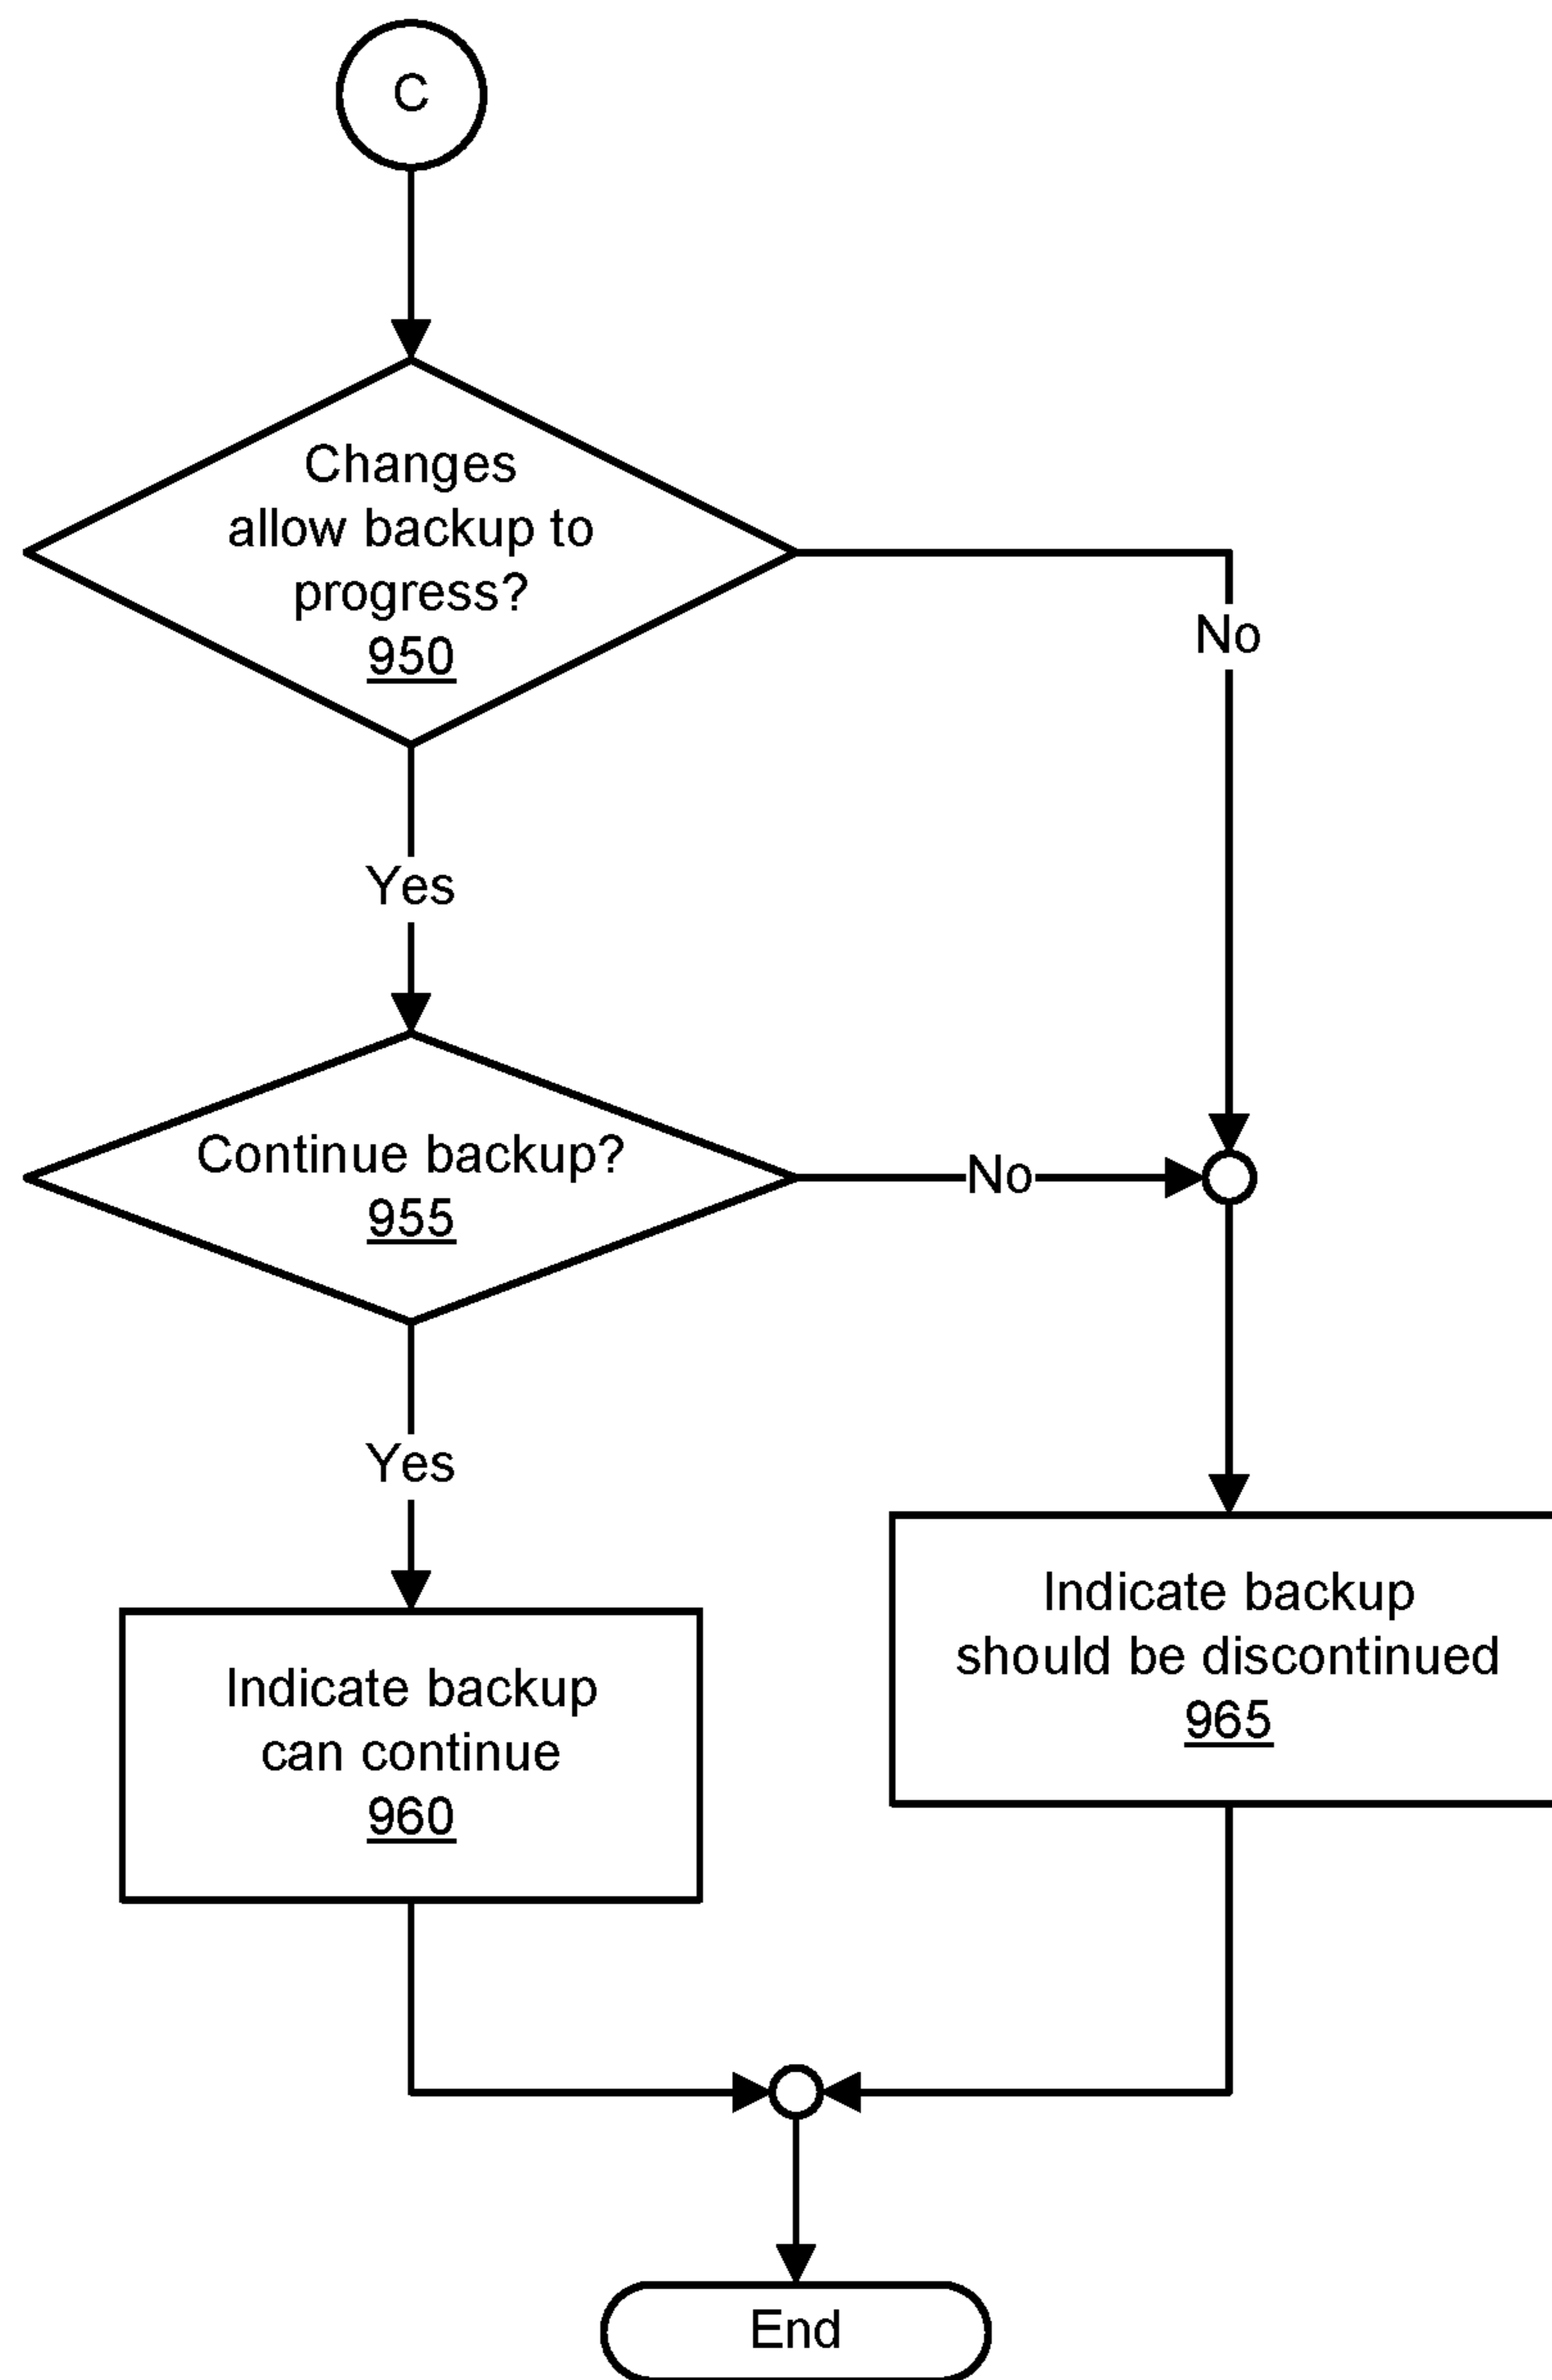 C
Changes
allow backup to
progress?
950
No
Yes
Continue backup?
955
No
Yes
Indicate backup
should be discontinued
965
Indicate backup
can continue
960
End